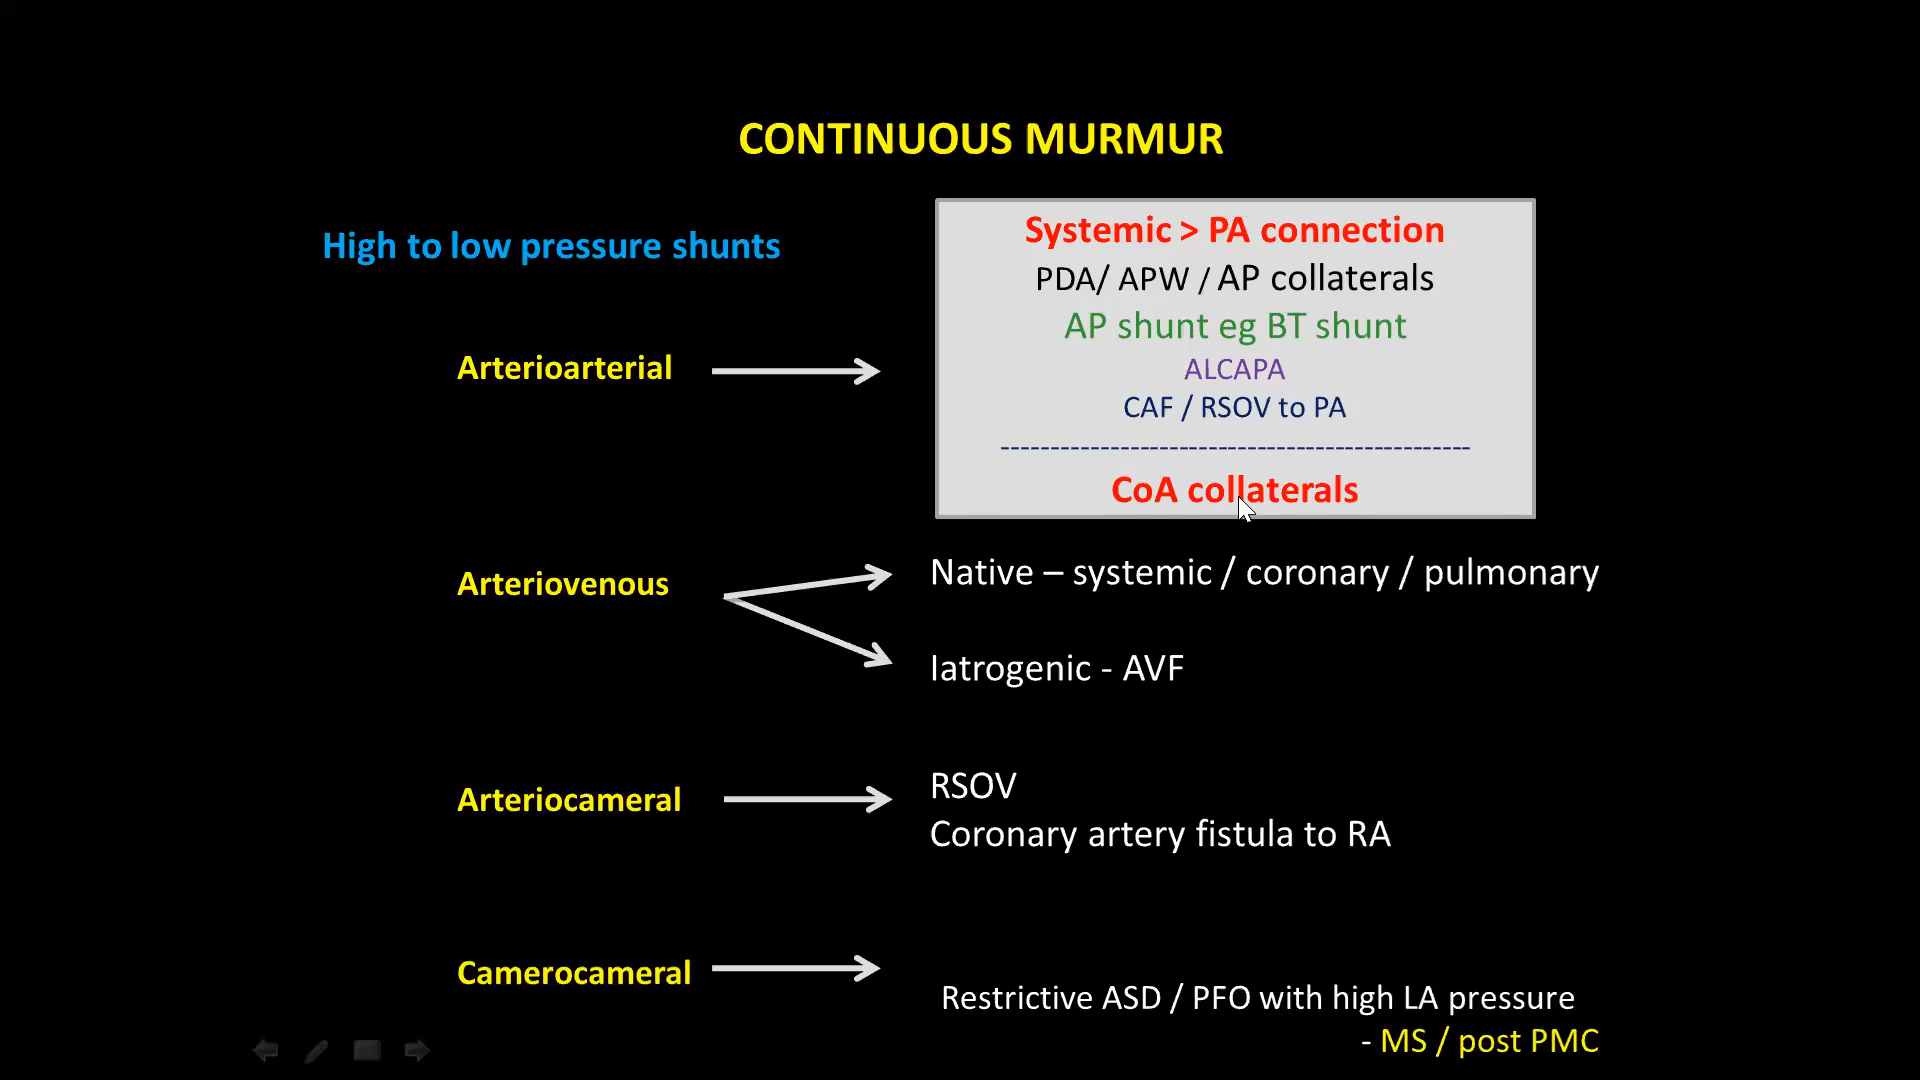 CONTINUOUS MURMUR
High to low pressure shunts
Arterioarterial
Systemic > PA connection
PDA/ APW / AP collaterals
AP shunt eg BT shunt
ALCAPA
CAF / RSOV to PA
-----------------------------------------------
CoA collaterals
Arteriovenous
Native – systemic / coronary / pulmonary
Iatrogenic - AVF
Arteriocameral
RSOV
Coronary artery fistula to RA
Camerocameral
Restrictive ASD / PFO with high LA pressure
- MS / post PMC